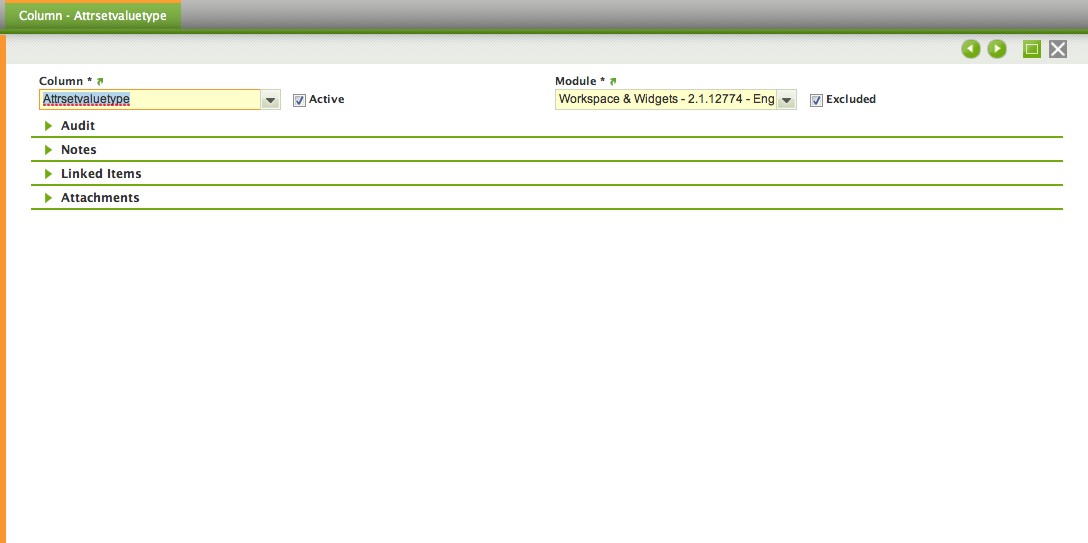 Column - Attrsetvaluetype
Column *
Module *
Attrsetvaluetype
Active
Workspace & Widgets - 2.1.12774 - Eng
Excluded
Audit
Notes
Linked Items
Attachments